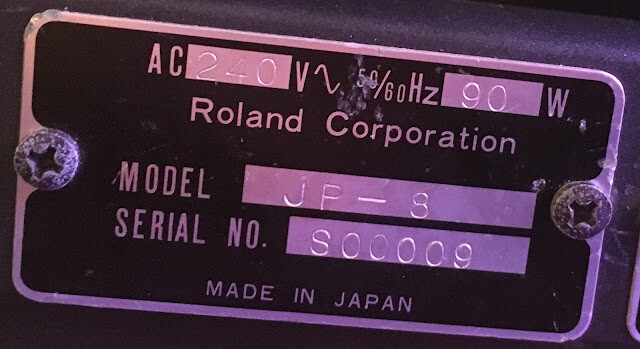 AC 240 V∿ 50/60Hz 90 W
Roland Corporation
MODEL JP-8
SERIAL NO. S00009
MADE IN JAPAN